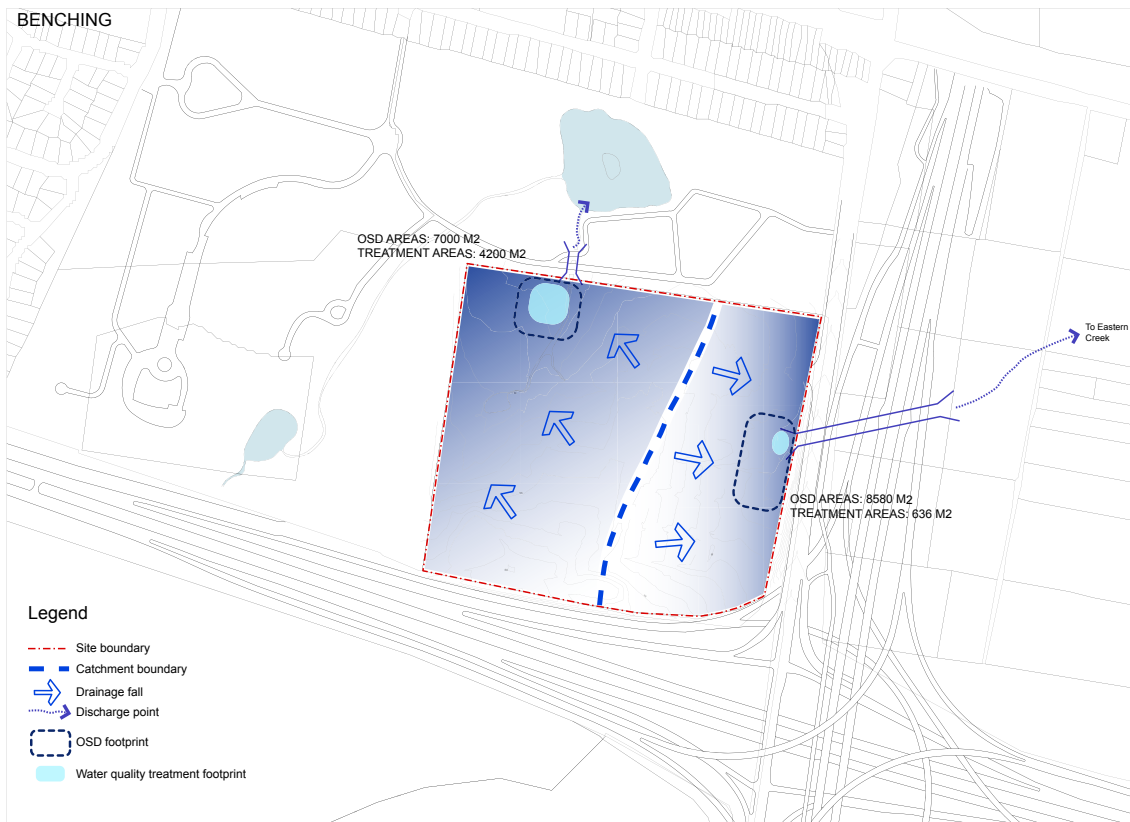 BENCHING
OSD AREAS: 7000 M2
TREATMENT AREAS: 4200 M2
To Eastern
Creek
OSD AREAS: 8580 M2
TREATMENT AREAS: 636 M2
Legend
Site boundary
Catchment boundary
Drainage fall
Discharge point
OSD footprint
Water quality treatment footprint